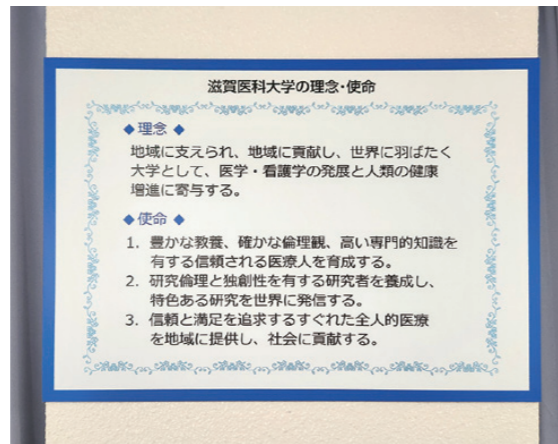 滋賀医科大学の理念・使命
◆理念◆
地域に支えられ、地域に貢献し、世界に羽ばたく
大学として、医学・看護学の発展と人類の健康
増進に寄与する。
◆使命◆
1. 豊かな教養、確かな倫理観、高い専門的知識を
有する信頼される医療人を育成する。
2. 研究倫理と独創性を有する研究者を養成し、
特色ある研究を世界に発信する。
3. 信頼と満足を追求するすぐれた全人的医療
を地域に提供し、社会に貢献する。